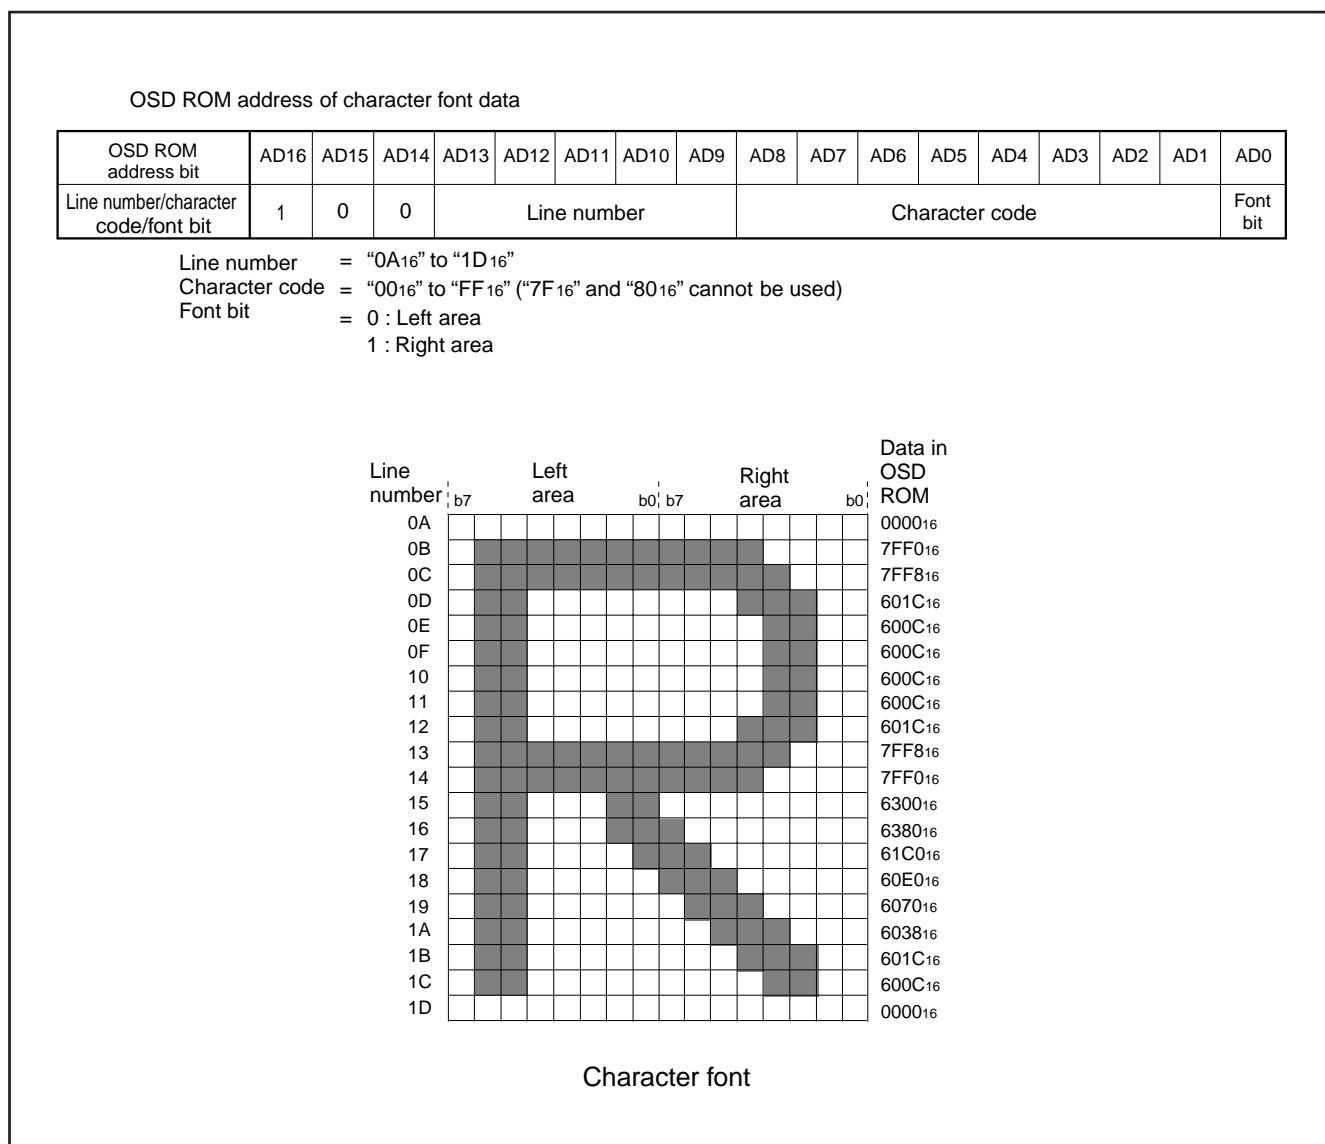 OSD ROM address of character font data
OSD ROM address bit AD16 AD15 AD14 AD13 AD12 AD11 AD10 AD9 AD8 AD7 AD6 AD5 AD4 AD3 AD2 AD1 AD0
Line number/character code/font bit 1 0 0 Line number Character code Font bit
Line number = “0A16” to “1D16”
Character code = “0016” to “FF16” (“7F16” and “8016” cannot be used)
Font bit = 0 : Left area
1 : Right area
Line number Left area Right area Data in OSD ROM
b7 b0 b7 b0
0A 000016
0B 7FF016
0C 7FF816
0D 601C16
0E 600C16
0F 600C16
10 600C16
11 600C16
12 601C16
13 7FF816
14 7FF016
15 630016
16 638016
17 61C016
18 60E016
19 607016
1A 603816
1B 601C16
1C 600C16
1D 000016
Character font